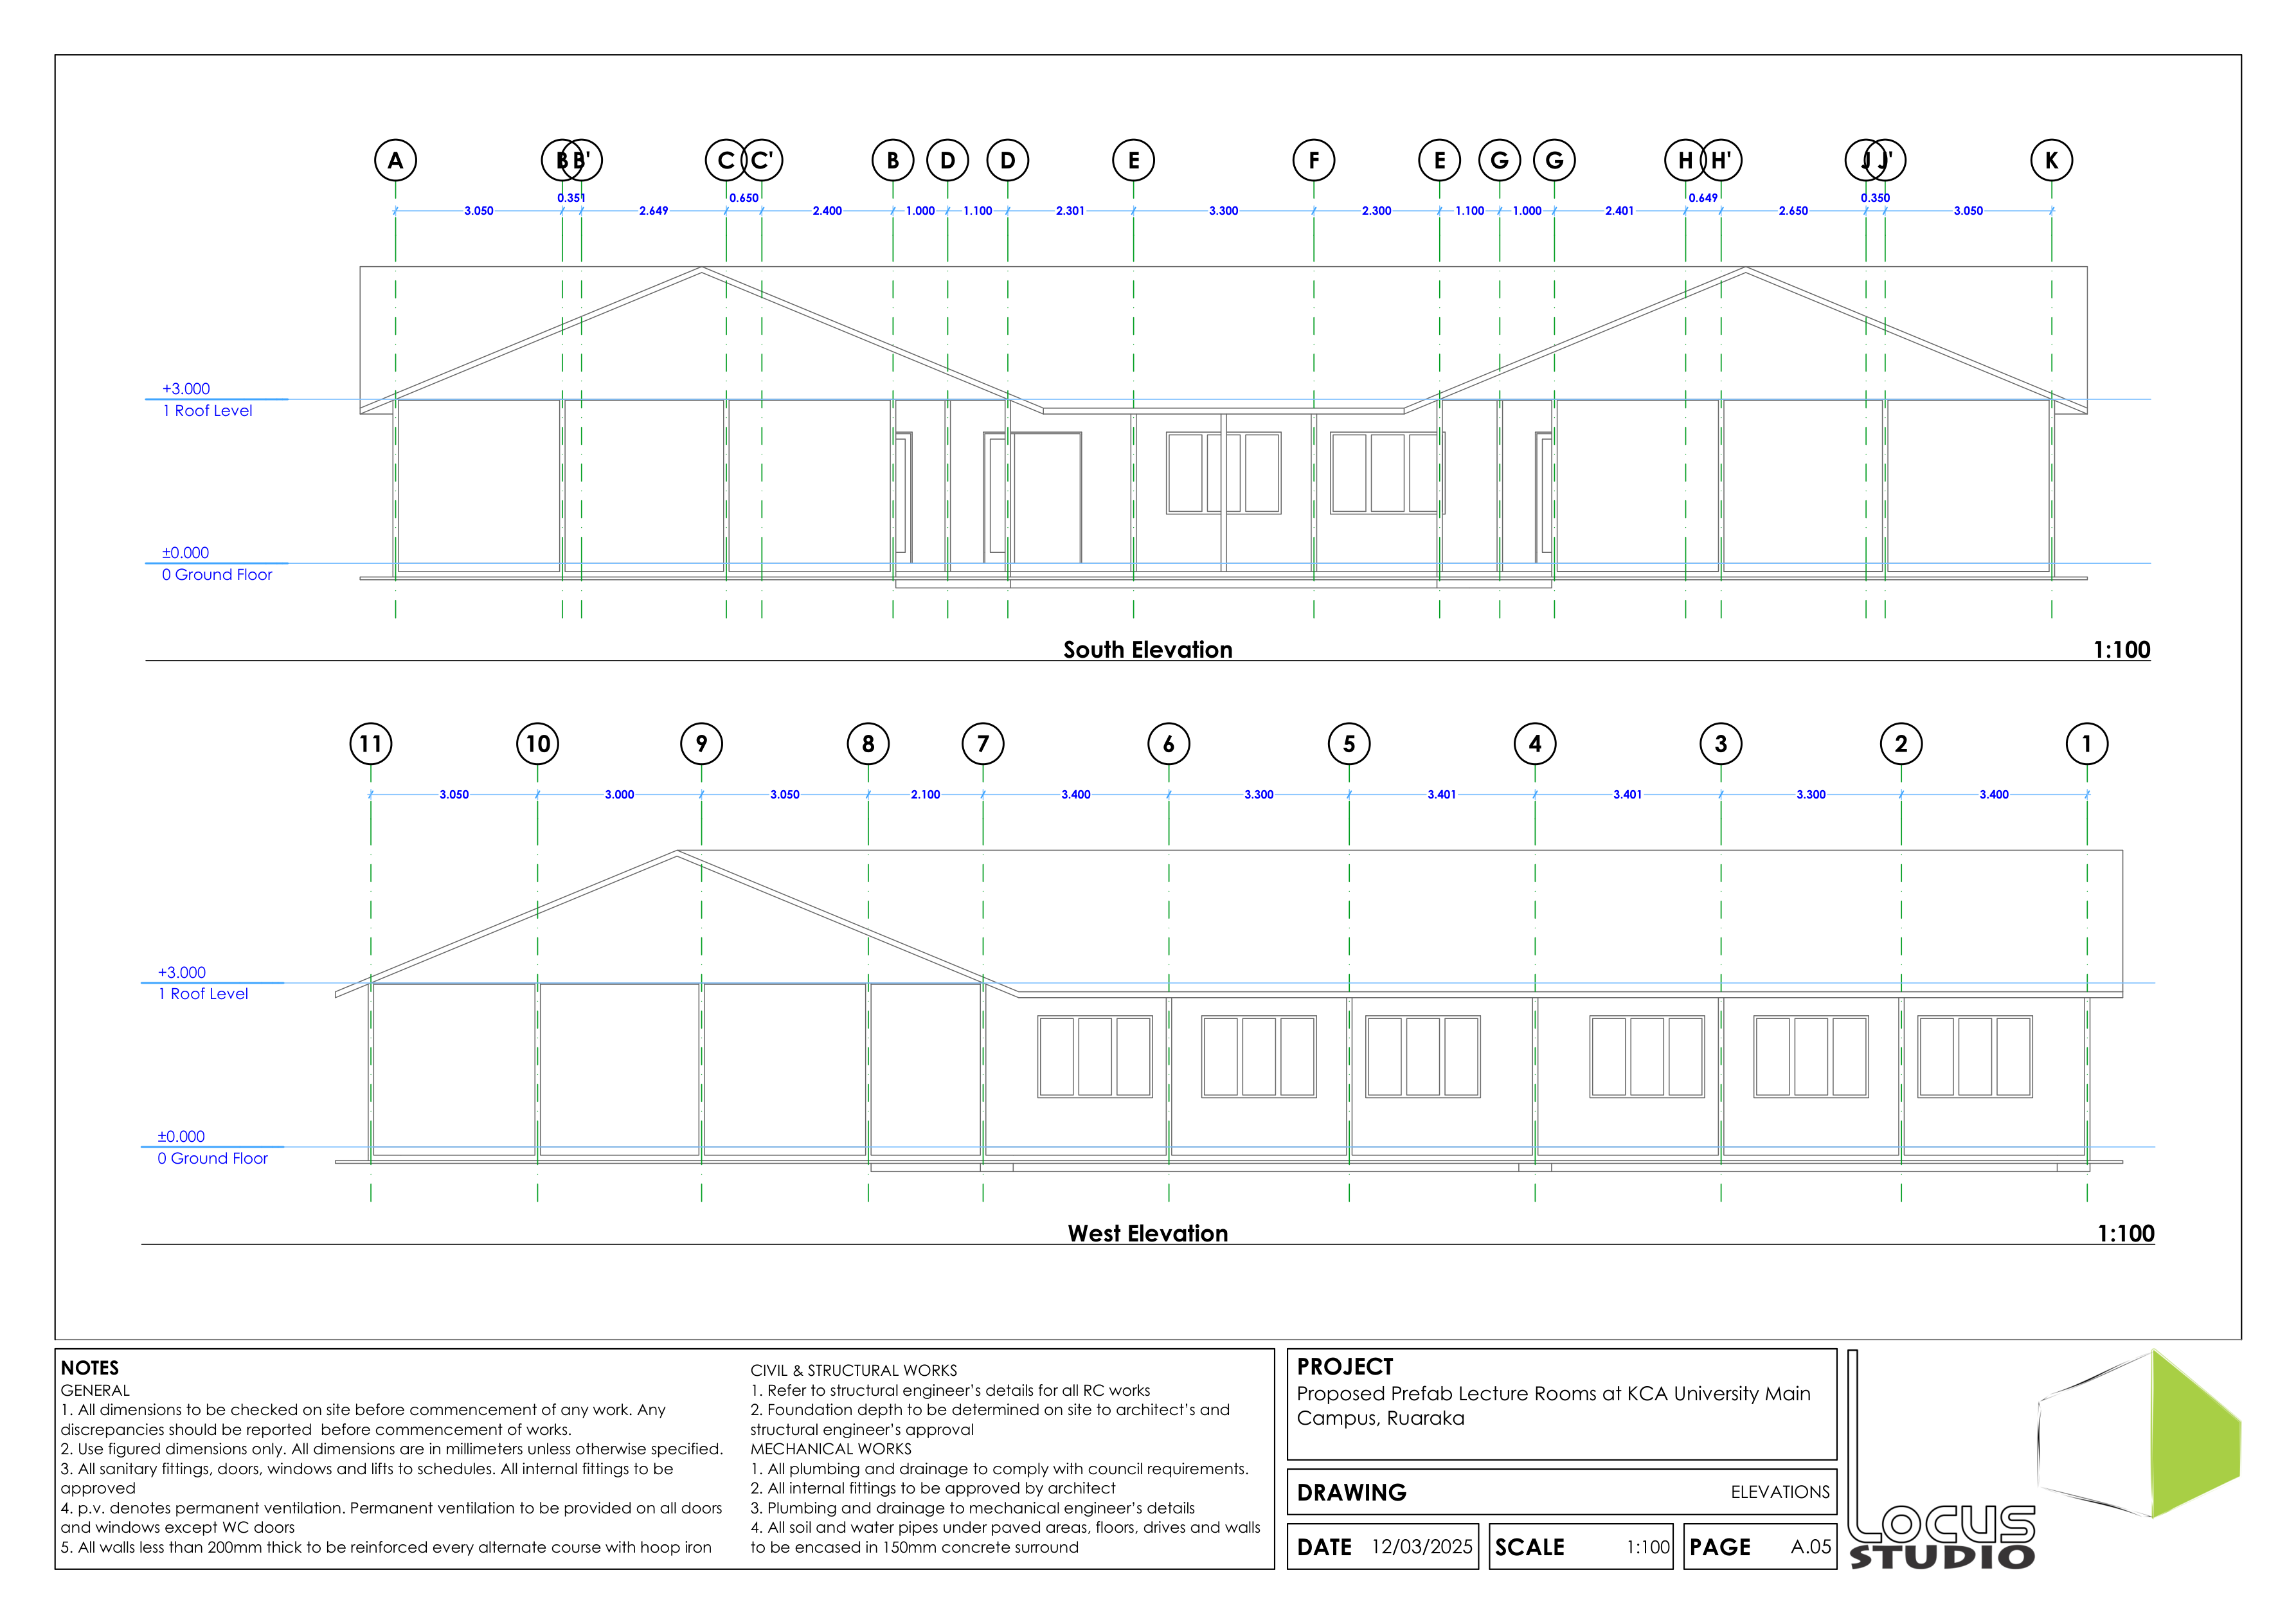 A B B' C C' B D D E F E G G H H' J J' K
0.351 0.650 0.649 0.350
3.050 2.649 2.400 1.000 1.100 2.301 3.300 2.300 1.100 1.000 2.401 2.650 3.050
+3.000
1 Roof Level
±0.000
0 Ground Floor
South Elevation 1:100
11 10 9 8 7 6 5 4 3 2 1
3.050 3.000 3.050 2.100 3.400 3.300 3.401 3.401 3.300 3.400
+3.000
1 Roof Level
±0.000
0 Ground Floor
West Elevation 1:100
NOTES
GENERAL
1. All dimensions to be checked on site before commencement of any work. Any
discrepancies should be reported before commencement of works.
2. Use figured dimensions only. All dimensions are in millimeters unless otherwise specified.
3. All sanitary fittings, doors, windows and lifts to schedules. All internal fittings to be
approved
4. p.v. denotes permanent ventilation. Permanent ventilation to be provided on all doors
and windows except WC doors
5. All walls less than 200mm thick to be reinforced every alternate course with hoop iron
CIVIL & STRUCTURAL WORKS
1. Refer to structural engineer’s details for all RC works
2. Foundation depth to be determined on site to architect’s and
structural engineer’s approval
MECHANICAL WORKS
1. All plumbing and drainage to comply with council requirements.
2. All internal fittings to be approved by architect
3. Plumbing and drainage to mechanical engineer’s details
4. All soil and water pipes under paved areas, floors, drives and walls
to be encased in 150mm concrete surround
PROJECT
Proposed Prefab Lecture Rooms at KCA University Main
Campus, Ruaraka
DRAWING ELEVATIONS
DATE 12/03/2025 SCALE 1:100 PAGE A.05
LOCUS
STUDIO